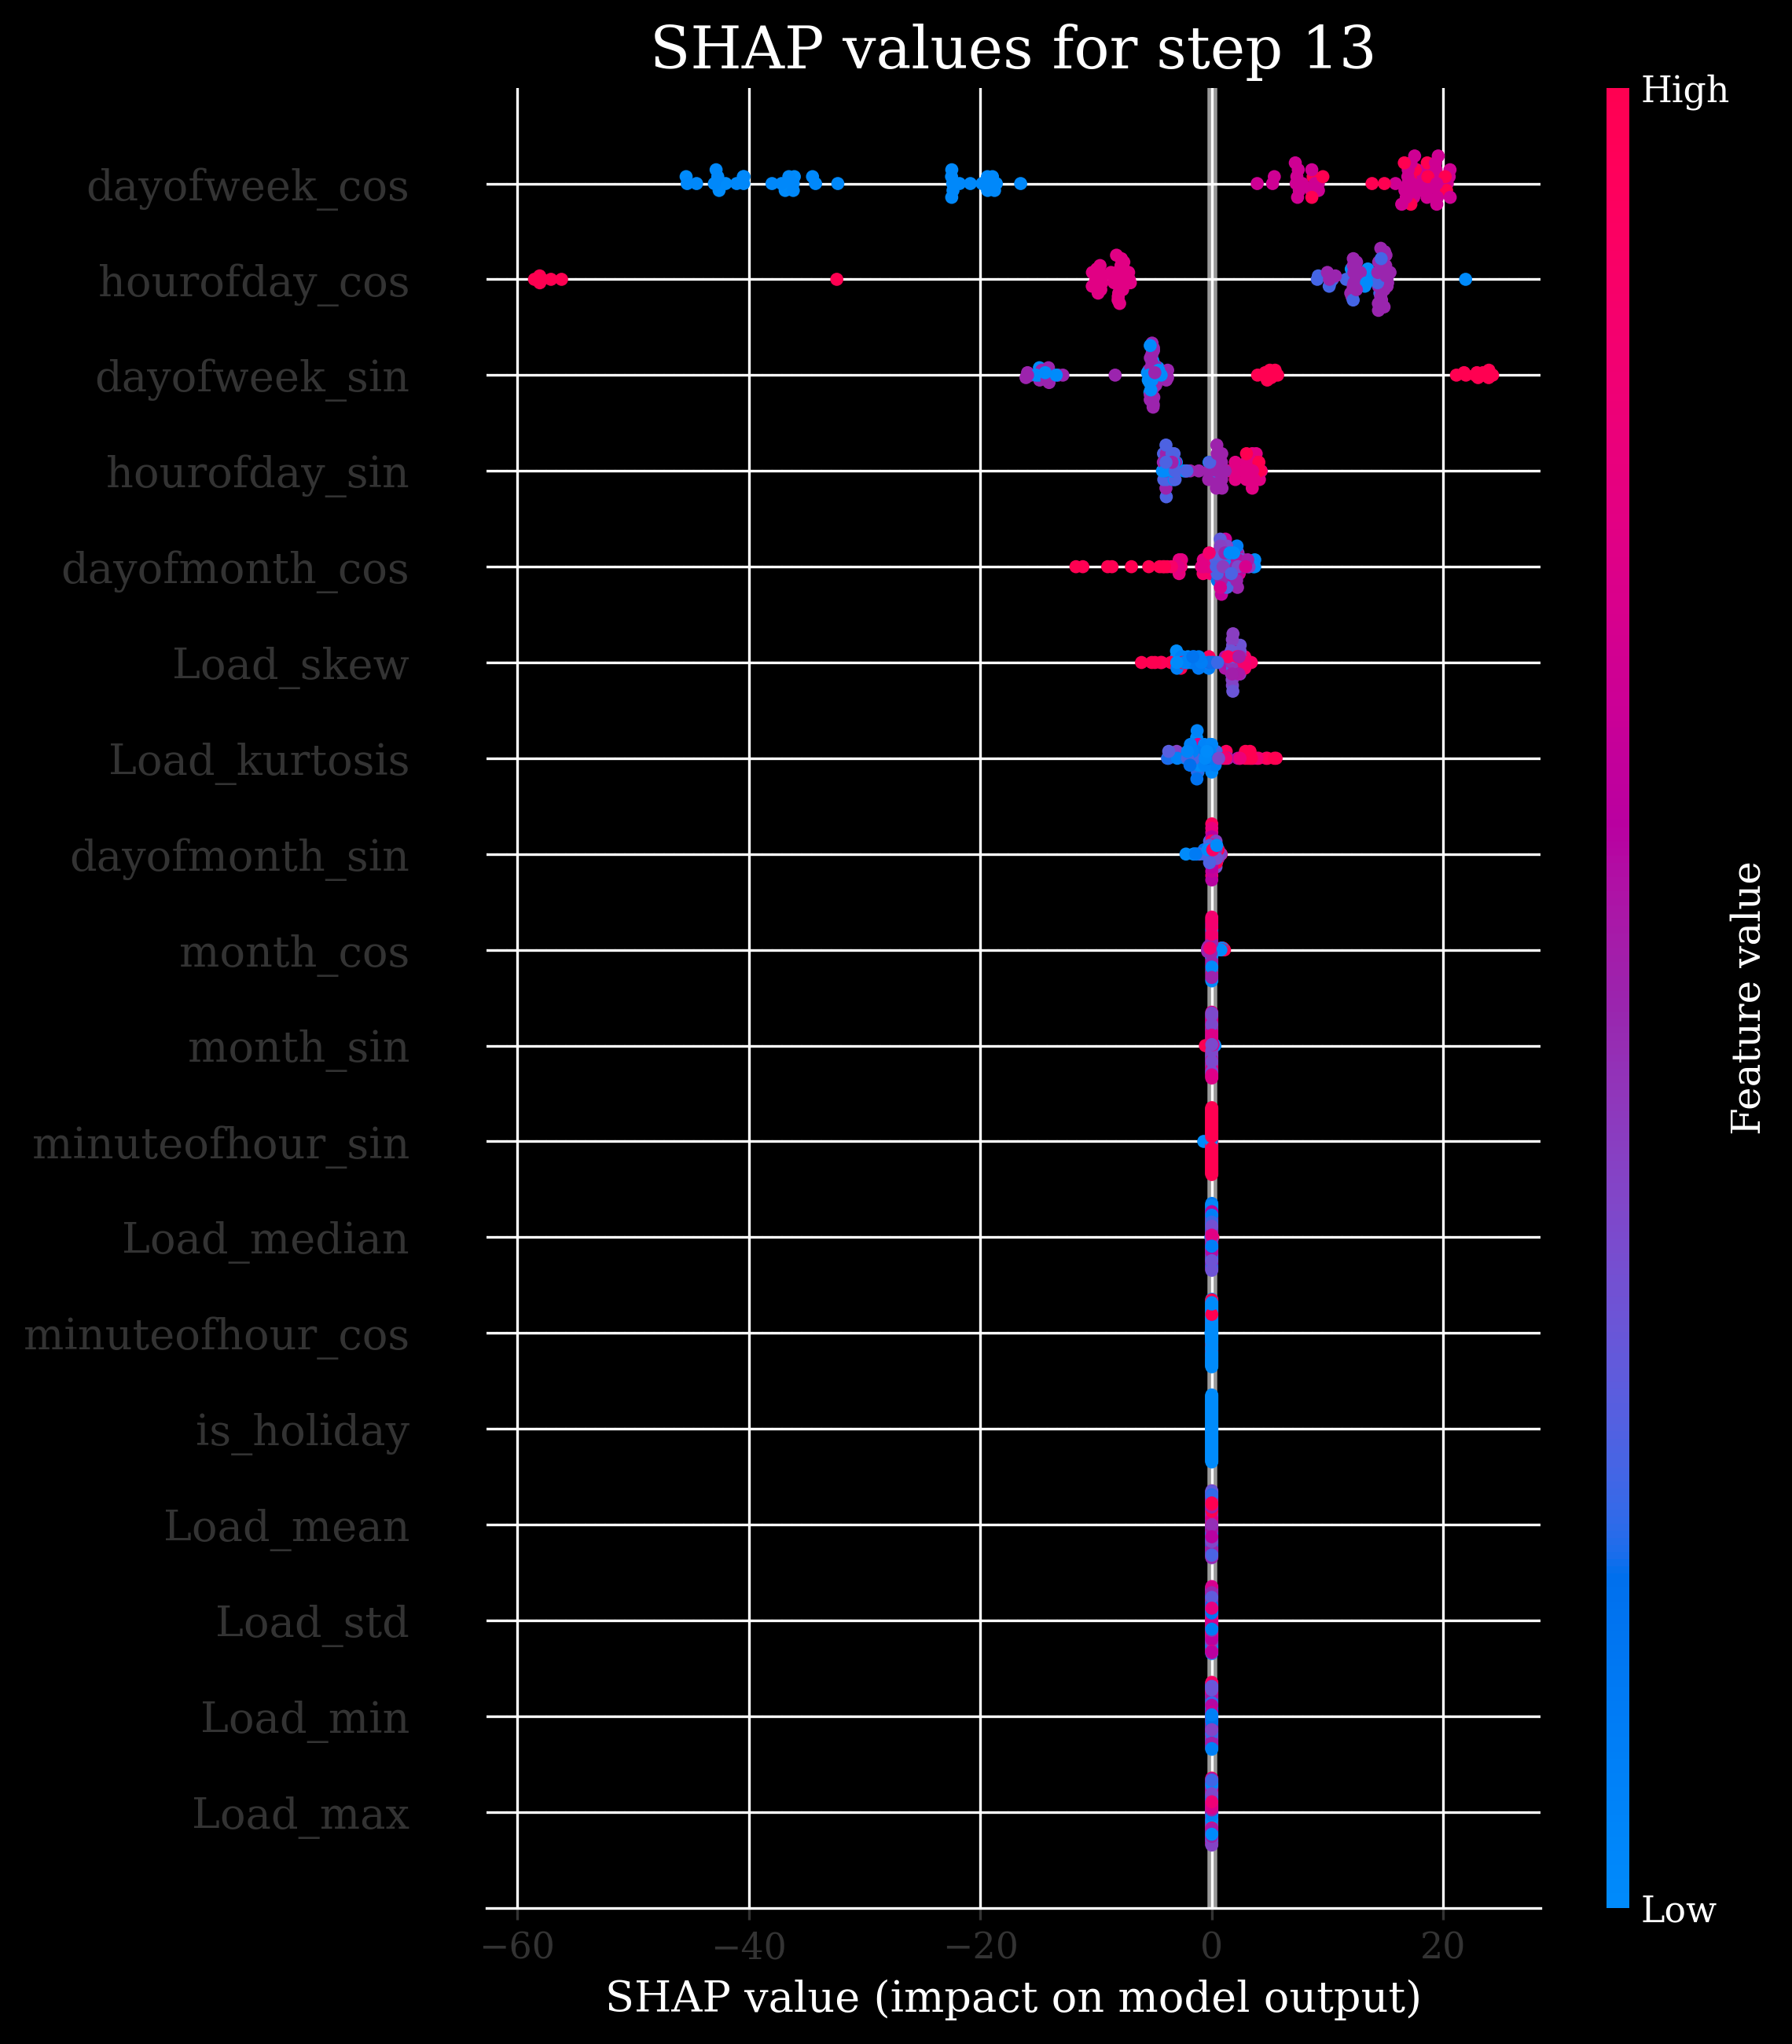 SHAP values for step 13
High
dayofweek_cos
hourofday_cos
dayofweek_sin
hourofday_sin
dayofmonth_cos
Load_skew
Load_kurtosis
dayofmonth_sin
month_cos
month_sin
minuteofhour_sin
Load_median
minuteofhour_cos
is_holiday
Load_mean
Load_std
Load_min
Load_max
Feature value
Low
−60 −40 −20 0 20
SHAP value (impact on model output)